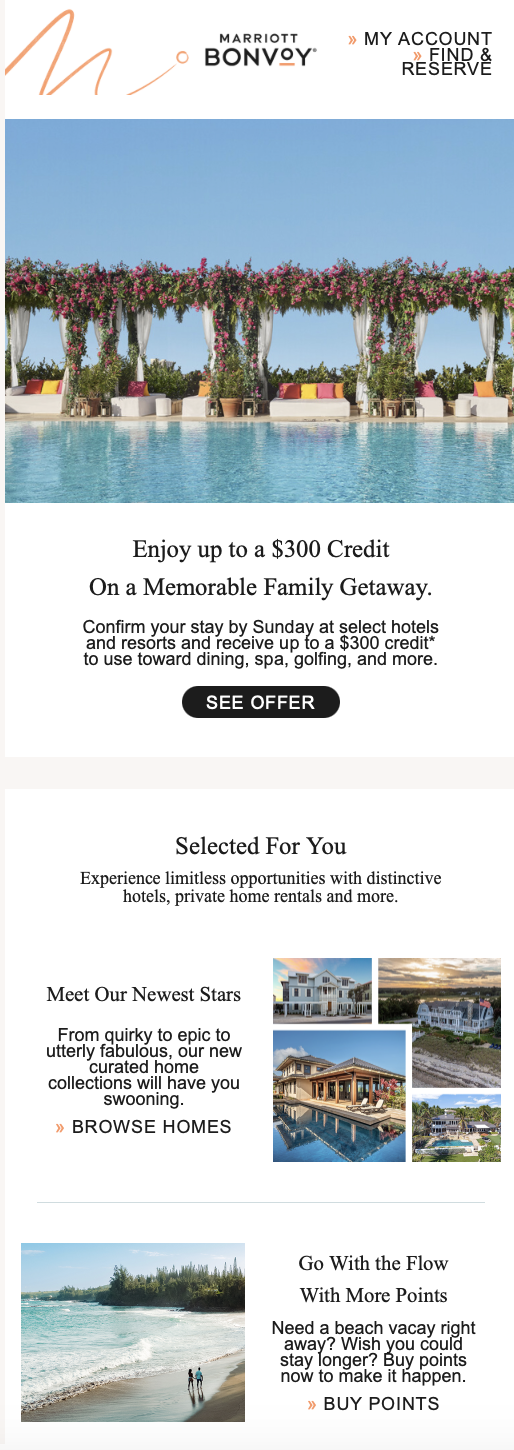 MARRIOTT
BONVOY®
» MY ACCOUNT
» FIND &
RESERVE
Enjoy up to a $300 Credit
On a Memorable Family Getaway.
Confirm your stay by Sunday at select hotels
and resorts and receive up to a $300 credit*
to use toward dining, spa, golfing, and more.
SEE OFFER
Selected For You
Experience limitless opportunities with distinctive
hotels, private home rentals and more.
Meet Our Newest Stars
From quirky to epic to
utterly fabulous, our new
curated home
collections will have you
swooning.
» BROWSE HOMES
Go With the Flow
With More Points
Need a beach vacay right
away? Wish you could
stay longer? Buy points
now to make it happen.
» BUY POINTS